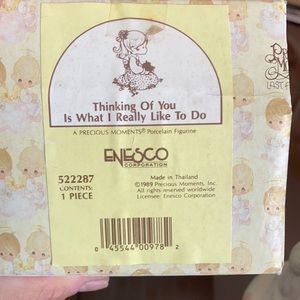 Thinking Of You
Is What I Really Like To Do
A PRECIOUS MOMENTS® Porcelain Figurine
ENESCO
CORPORATION
522287
CONTENTS:
1 PIECE
Made in Thailand
©1989 Precious Moments, Inc.
All rights reserved worldwide
Licensee: Enesco Corporation
0 45544 00978 2